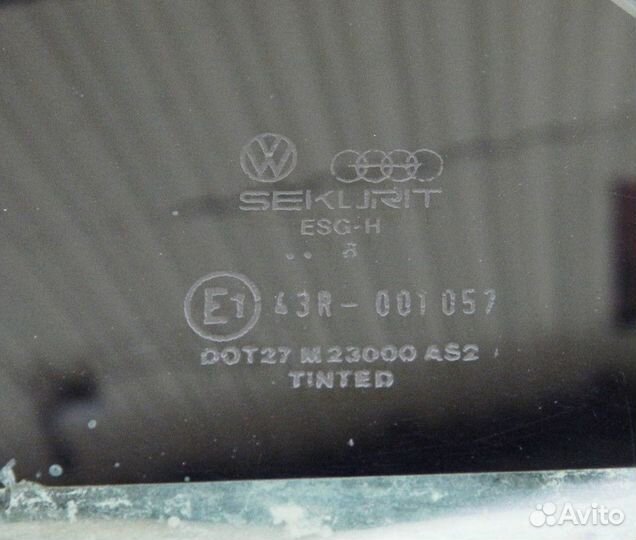 SEKURIT
ESG-H
E1 43R-001057
DOT27 M23000 AS2
TINTED
Avito